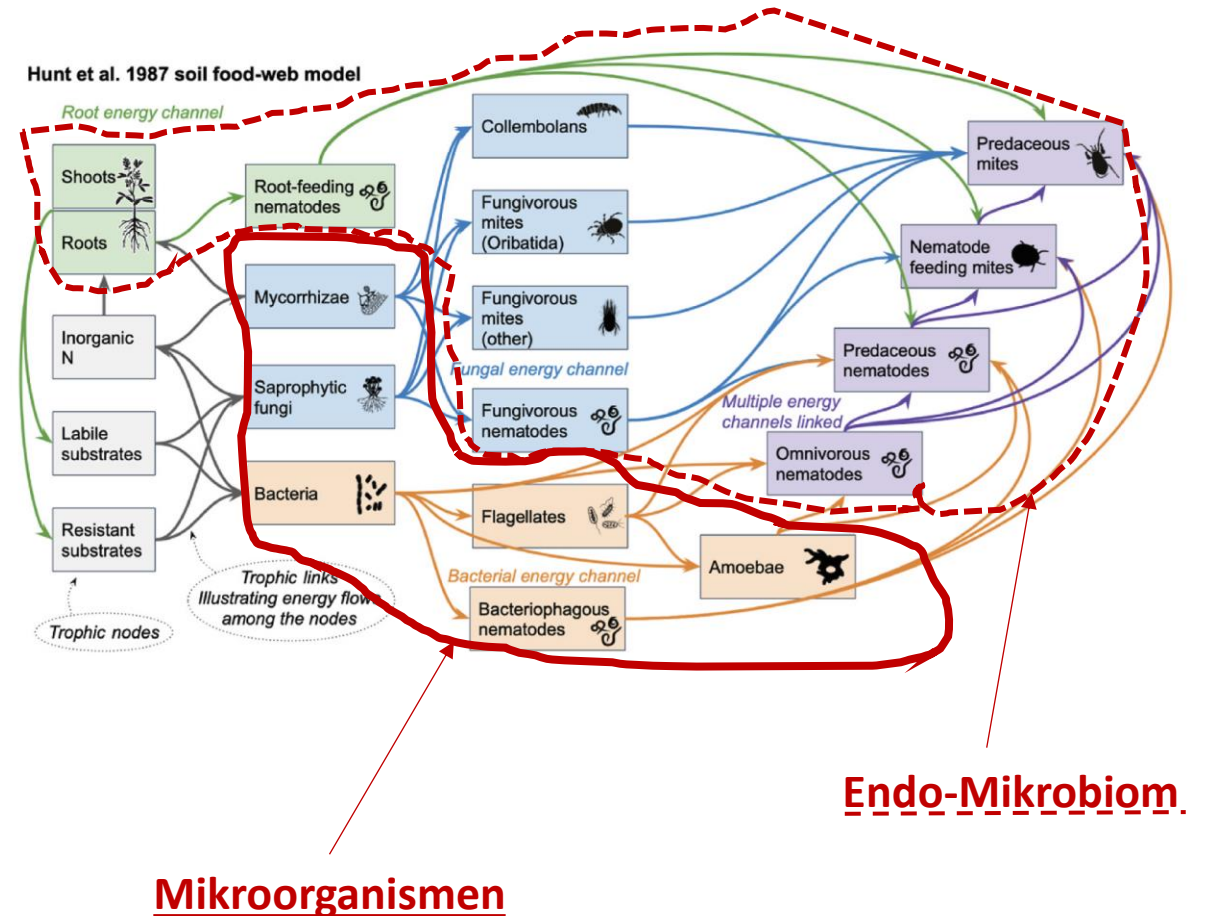 Hunt et al. 1987 soil food-web model
Root energy channel
Shoots
Roots
Inorganic
N
Labile
substrates
Resistant
substrates
Trophic nodes
Trophic links
Illustrating energy flows
among the nodes
Root-feeding
nematodes
Mycorrhizae
Saprophytic
fungi
Bacteria
Collembolans
Fungivorous
mites
(Oribatida)
Fungivorous
mites
(other)
Fungal energy channel
Fungivorous
nematodes
Flagellates
Bacterial energy channel
Bacteriophagous
nematodes
Amoebae
Predaceous
mites
Nematode
feeding mites
Predaceous
nematodes
Multiple energy
channels linked
Omnivorous
nematodes
Endo-Mikrobiom
Mikroorganismen